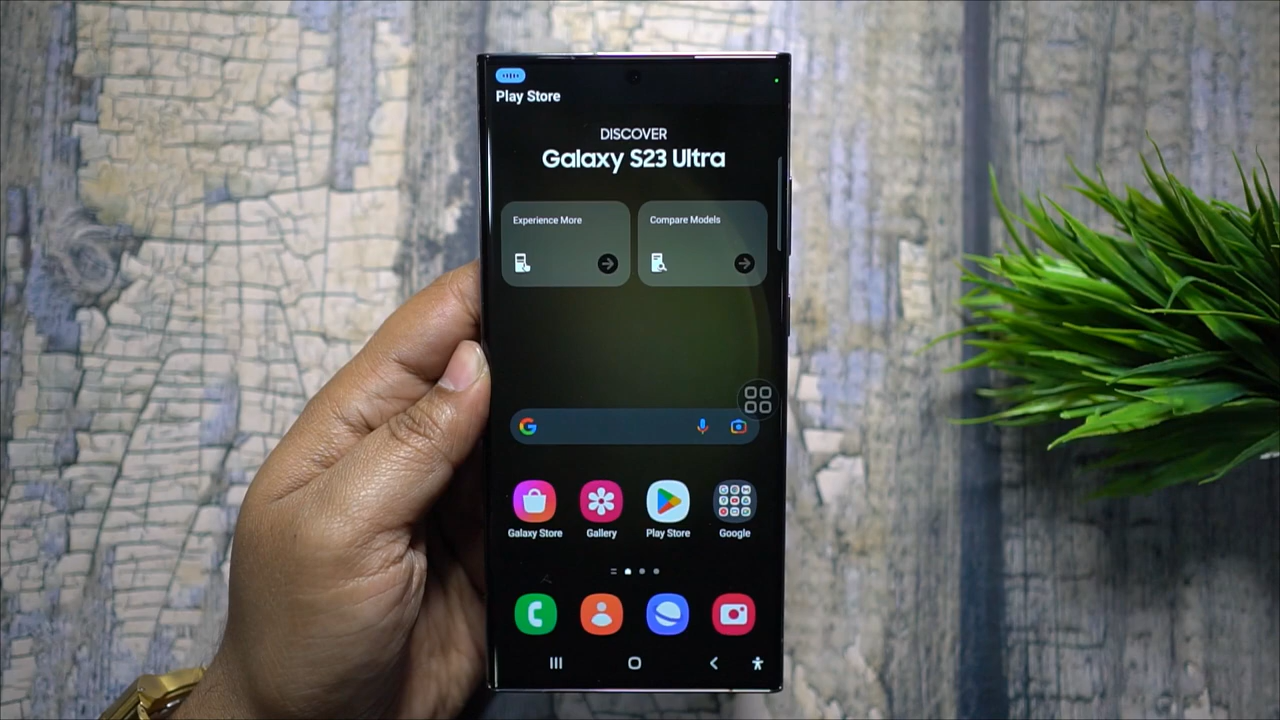 Play Store
DISCOVER
Galaxy S23 Ultra
Experience More
Compare Models
Galaxy Store
Gallery
Play Store
Google